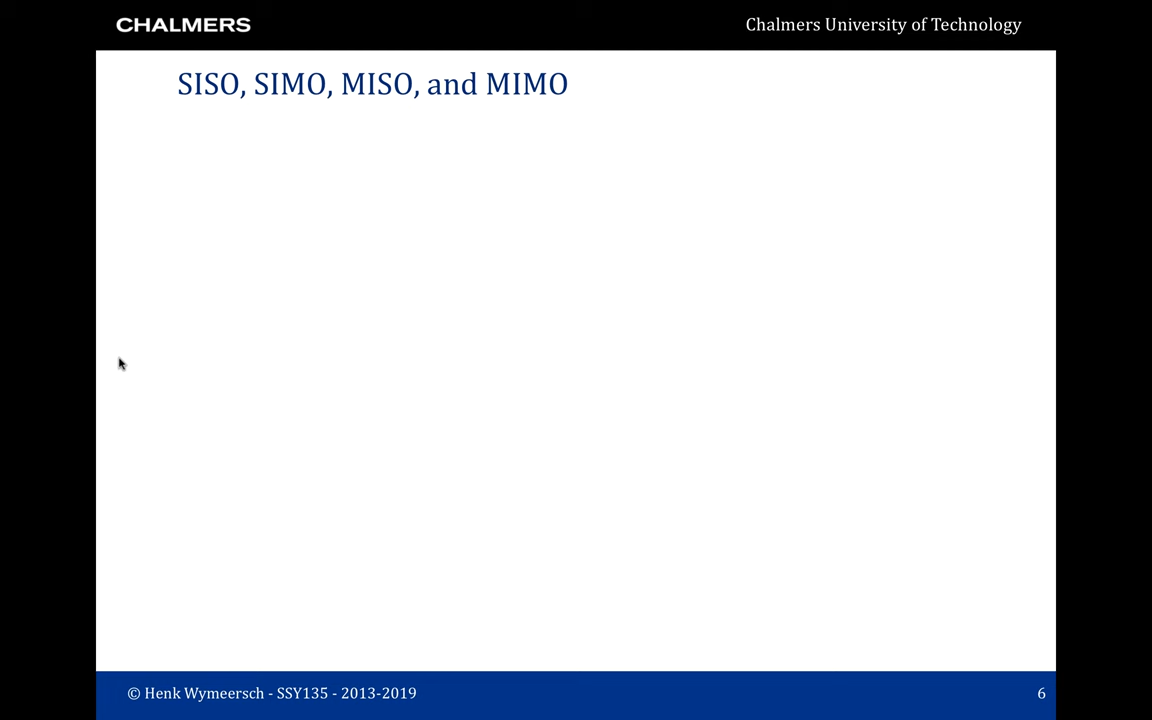 CHALMERS
Chalmers University of Technology
SISO, SIMO, MISO, and MIMO
© Henk Wymeersch - SSY135 - 2013-2019
6